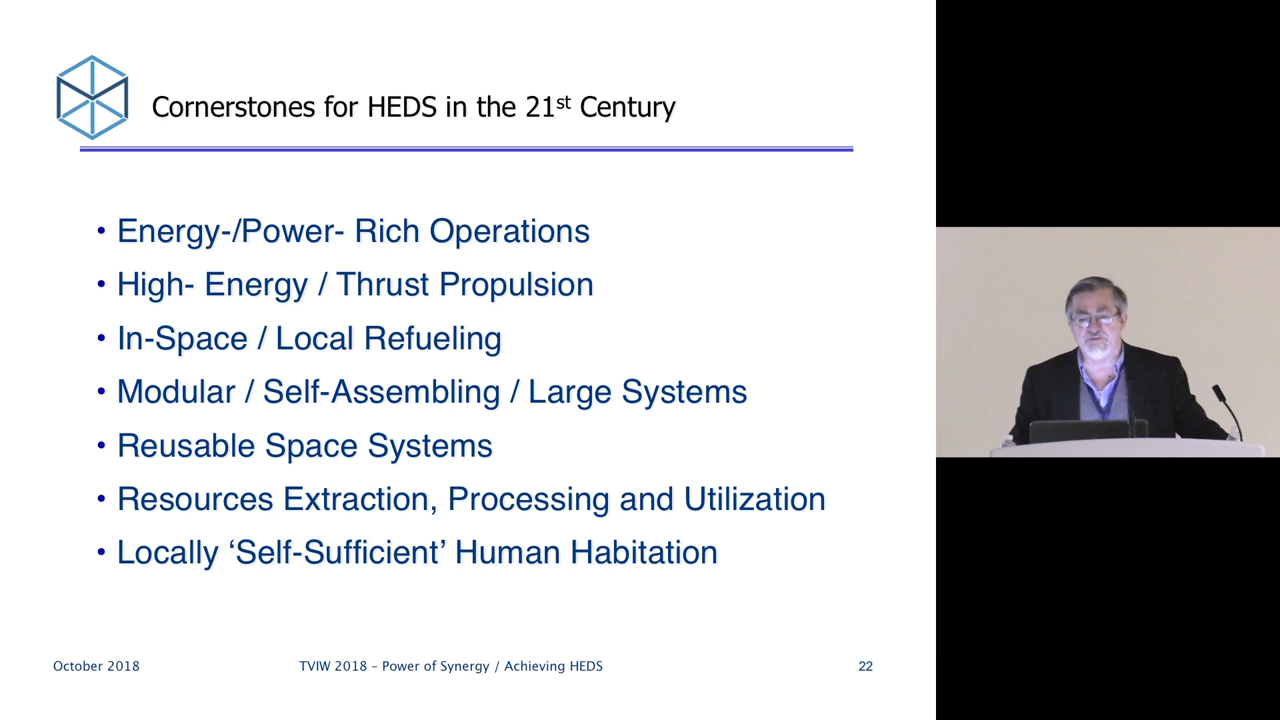 Cornerstones for HEDS in the 21st Century
• Energy-/Power- Rich Operations
• High- Energy / Thrust Propulsion
• In-Space / Local Refueling
• Modular / Self-Assembling / Large Systems
• Reusable Space Systems
• Resources Extraction, Processing and Utilization
• Locally ‘Self-Sufficient’ Human Habitation
October 2018 TVIW 2018 – Power of Synergy / Achieving HEDS 22